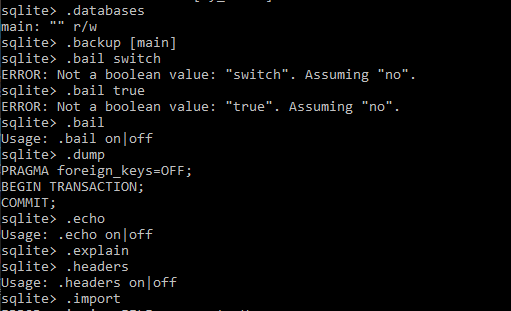 sqlite> .databases
main: "" r/w
sqlite> .backup [main]
sqlite> .bail switch
ERROR: Not a boolean value: "switch". Assuming "no".
sqlite> .bail true
ERROR: Not a boolean value: "true". Assuming "no".
sqlite> .bail
Usage: .bail on|off
sqlite> .dump
PRAGMA foreign_keys=OFF;
BEGIN TRANSACTION;
COMMIT;
sqlite> .echo
Usage: .echo on|off
sqlite> .explain
sqlite> .headers
Usage: .headers on|off
sqlite> .import